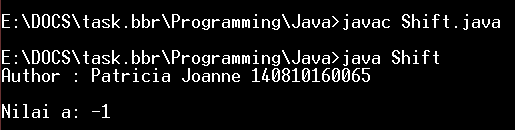 E:\DOCS\task.bbr\Programming\Java>javac Shift.java
E:\DOCS\task.bbr\Programming\Java>java Shift
Author : Patricia Joanne 140810160065
Nilai a: -1